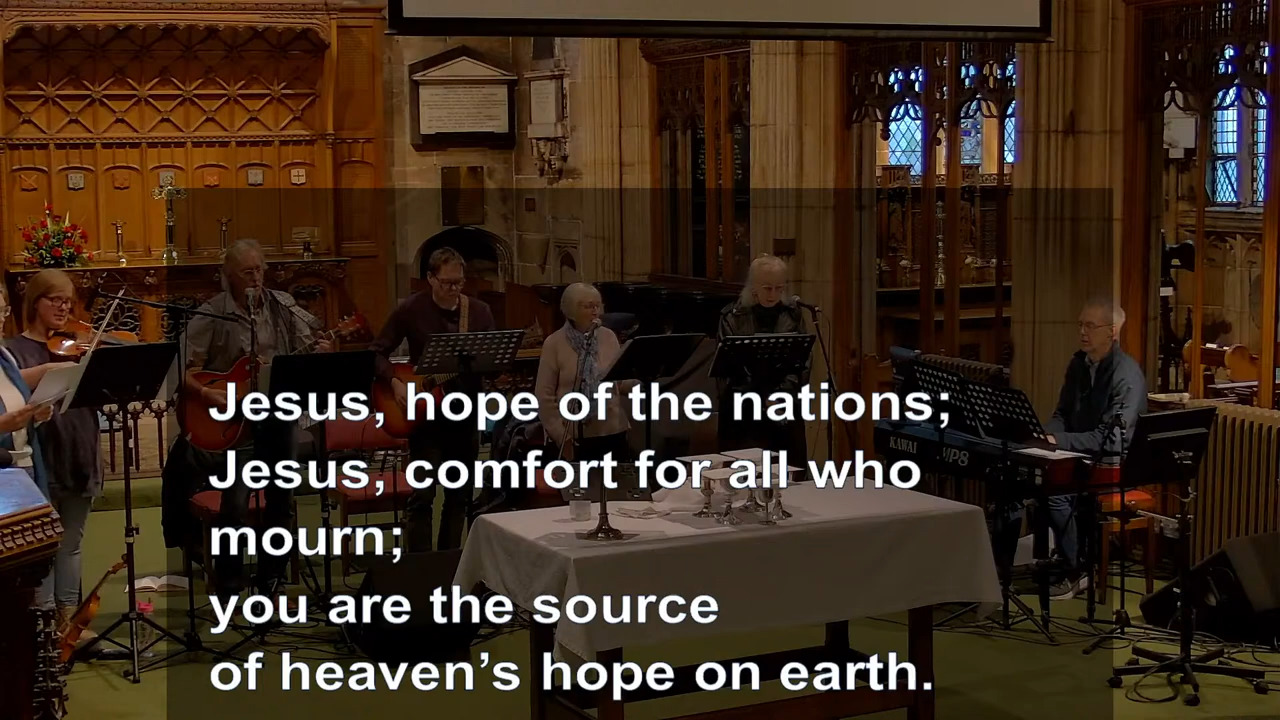 Jesus, hope of the nations;
Jesus, comfort for all who
mourn;
you are the source
of heaven’s hope on earth.
KAWAI
MP8